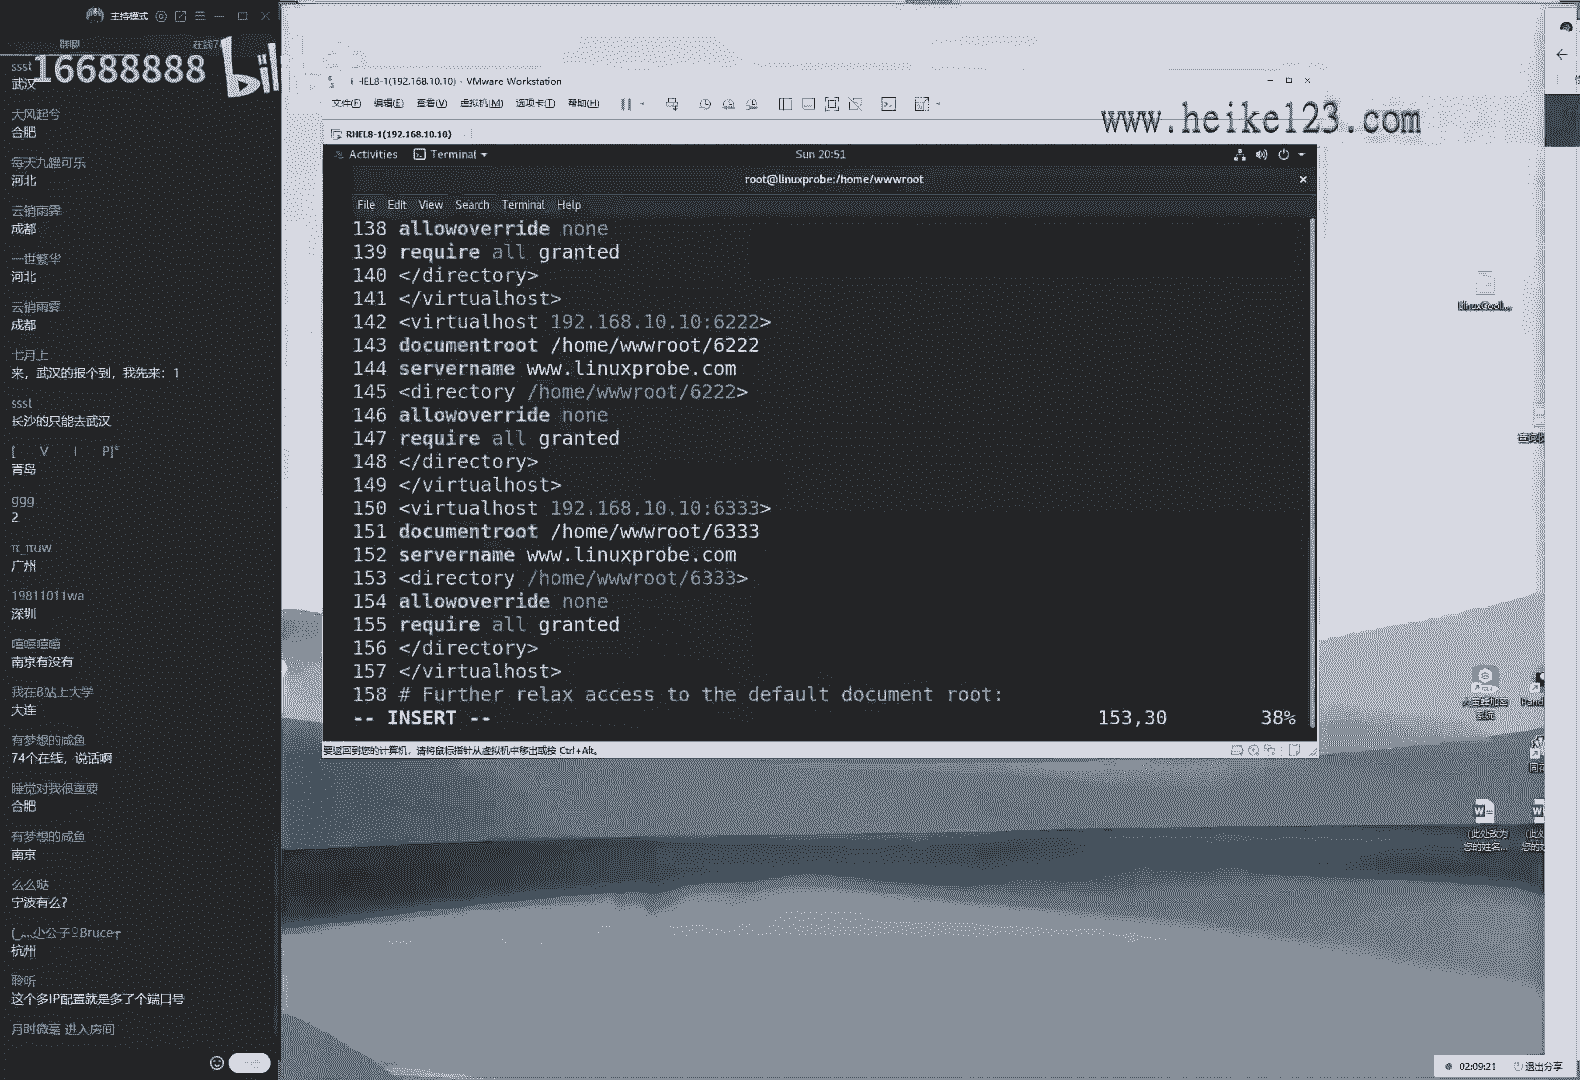 主持模式
聊聊
ssst
武汉
16688888
bil
大风起兮
合肥
每天九罐可乐
河北
云销雨霁
成都
一世繁华
河北
云销雨霁
成都
七月上
来，武汉的报个到，我先来：1
ssst
长沙的只能去武汉
[ V I P]
青岛
ggg
2
π_πuw
广州
19811011wa
深圳
嘻嘻嘻嘻
南京有没有
我在B站上大学
大连
有梦想的咸鱼
74个在线，说话啊
睡觉对我很重要
合肥
有梦想的咸鱼
南京
么么哒
宁波有么？
小公子♀Bruce
杭州
聆听
这个多IP配置就是多了个端口号
月时微毫 进入房间
HEL8-1(192.168.10.10) - VMware Workstation
文件(F) 编辑(E) 查看(V) 虚拟机(M) 选项卡(T) 帮助(H)
www.heike123.com
RHEL8-1(192.168.10.10)
Activities Terminal Sun 20:51
root@linuxprobe:/home/wwwroot
File Edit View Search Terminal Help
138 allowoverride none
139 require all granted
140 </directory>
141 </virtualhost>
142 <virtualhost 192.168.10.10:6222>
143 documentroot /home/wwwroot/6222
144 servername www.linuxprobe.com
145 <directory /home/wwwroot/6222>
146 allowoverride none
147 require all granted
148 </directory>
149 </virtualhost>
150 <virtualhost 192.168.10.10:6333>
151 documentroot /home/wwwroot/6333
152 servername www.linuxprobe.com
153 <directory /home/wwwroot/6333>
154 allowoverride none
155 require all granted
156 </directory>
157 </virtualhost>
158 # Further relax access to the default document root:
-- INSERT -- 153,30 38%
要返回到您的计算机，请将鼠标指针从虚拟机中移出或按 Ctrl+Alt。
LinuxCool...
(此处改为
您的姓名...
02:09:21 退出分享